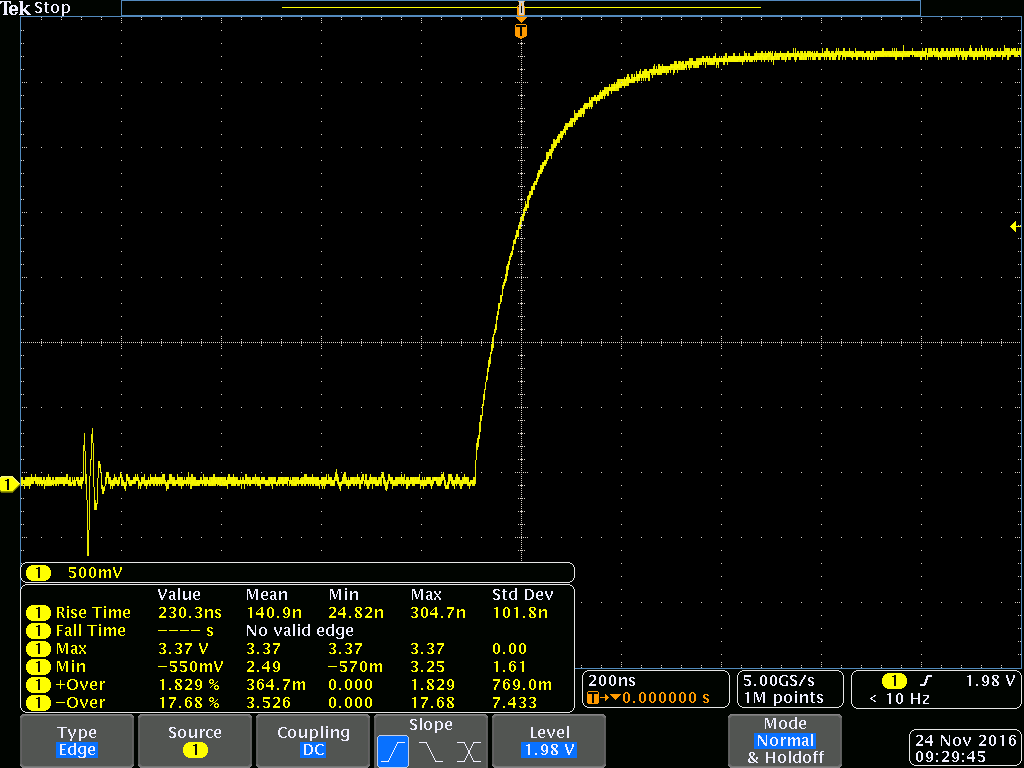 Tek Stop
T
T
1
1 500mV
Value Mean Min Max Std Dev
1 Rise Time 230.3ns 140.9n 24.82n 304.7n 101.8n
1 Fall Time −−−− s No valid edge
1 Max 3.37 V 3.37 3.37 3.37 0.00
1 Min −550mV 2.49 −570m 3.25 1.61
1 +Over 1.829 % 364.7m 0.000 1.829 769.0m
1 −Over 17.68 % 3.526 0.000 17.68 7.433
200ns
T→▼0.000000 s
5.00GS/s
1M points
1 1.98 V
< 10 Hz
Type
Edge
Source
1
Coupling
DC
Slope
Level
1.98 V
Mode
Normal
& Holdoff
24 Nov 2016
09:29:45